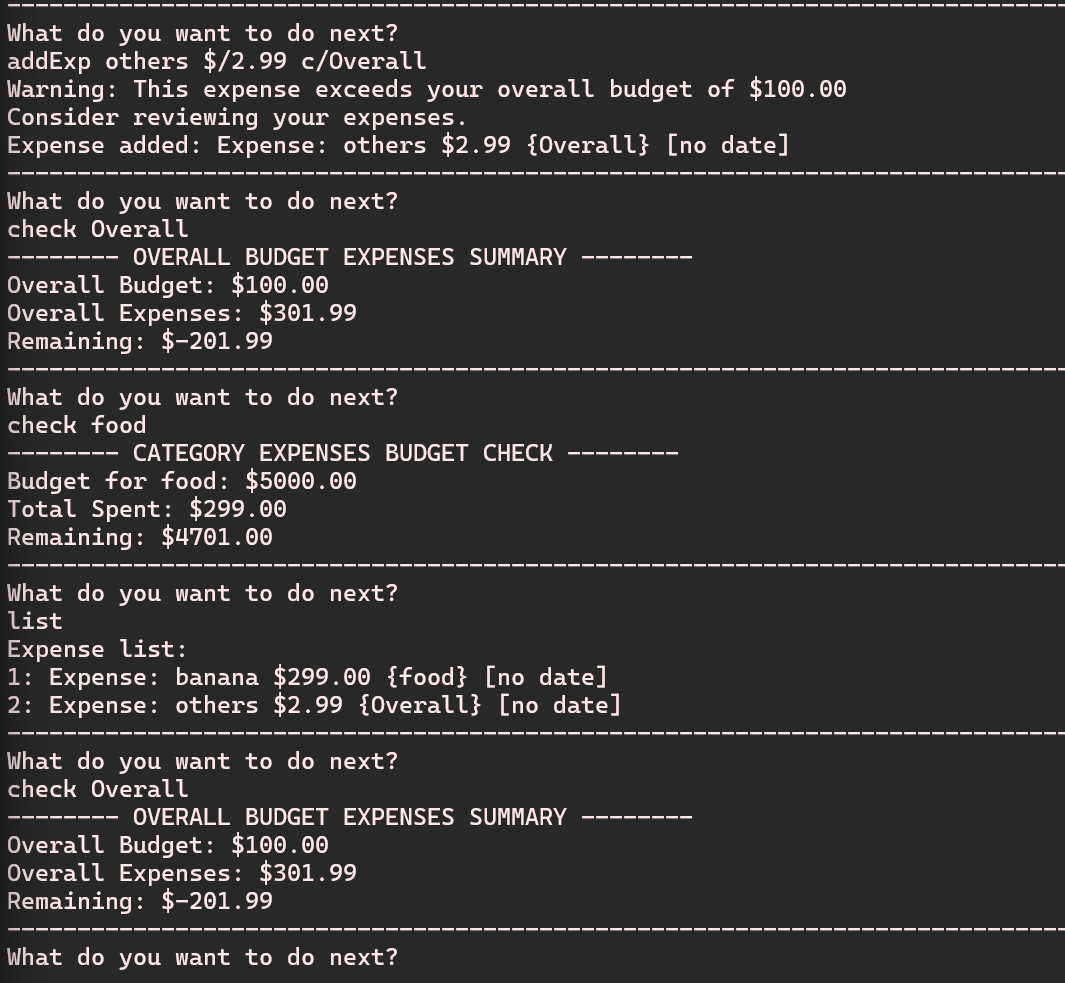 What do you want to do next?
addExp others $/2.99 c/Overall
Warning: This expense exceeds your overall budget of $100.00
Consider reviewing your expenses.
Expense added: Expense: others $2.99 {Overall} [no date]
--------------------------------------------------------------------------------
What do you want to do next?
check Overall
-------- OVERALL BUDGET EXPENSES SUMMARY --------
Overall Budget: $100.00
Overall Expenses: $301.99
Remaining: $-201.99
--------------------------------------------------------------------------------
What do you want to do next?
check food
-------- CATEGORY EXPENSES BUDGET CHECK --------
Budget for food: $5000.00
Total Spent: $299.00
Remaining: $4701.00
--------------------------------------------------------------------------------
What do you want to do next?
list
Expense list:
1: Expense: banana $299.00 {food} [no date]
2: Expense: others $2.99 {Overall} [no date]
--------------------------------------------------------------------------------
What do you want to do next?
check Overall
-------- OVERALL BUDGET EXPENSES SUMMARY --------
Overall Budget: $100.00
Overall Expenses: $301.99
Remaining: $-201.99
--------------------------------------------------------------------------------
What do you want to do next?